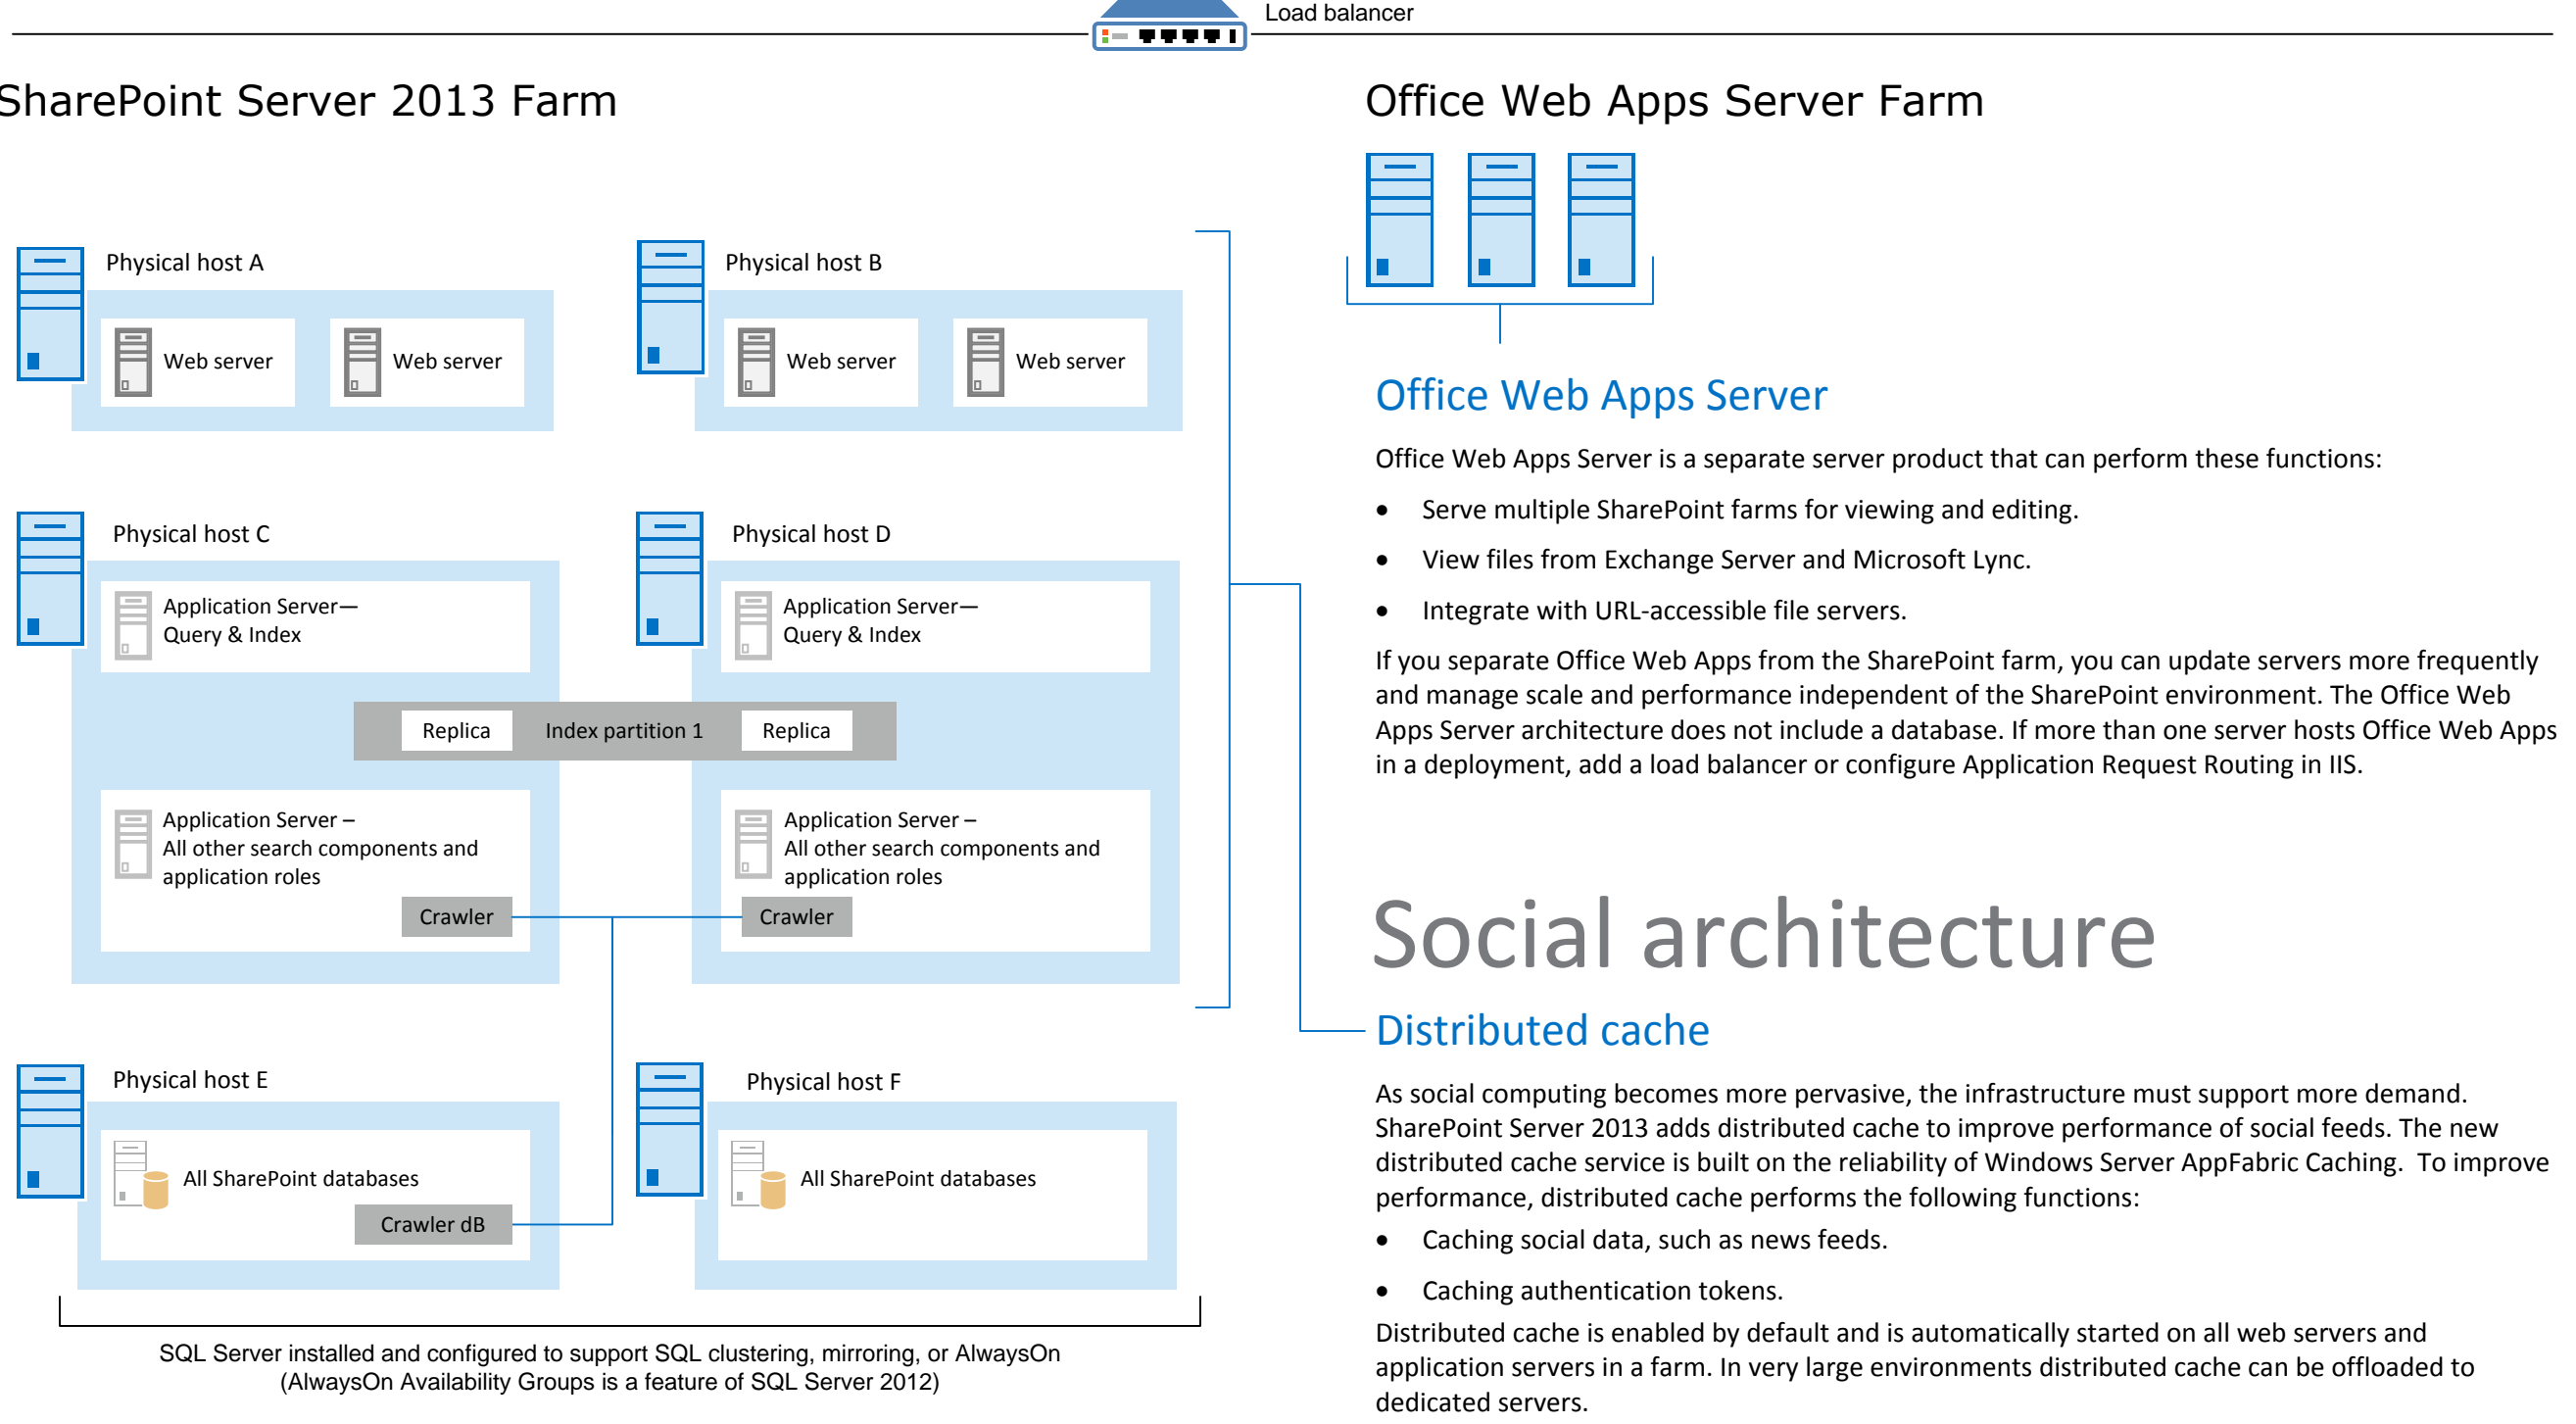 Load balancer
SharePoint Server 2013 Farm
Physical host A
Web server
Web server
Physical host B
Web server
Web server
Physical host C
Application Server—
Query & Index
Physical host D
Application Server—
Query & Index
Replica
Index partition 1
Replica
Application Server –
All other search components and
application roles
Crawler
Application Server –
All other search components and
application roles
Crawler
Physical host E
All SharePoint databases
Crawler dB
Physical host F
All SharePoint databases
SQL Server installed and configured to support SQL clustering, mirroring, or AlwaysOn
(AlwaysOn Availability Groups is a feature of SQL Server 2012)
Office Web Apps Server Farm
Office Web Apps Server
Office Web Apps Server is a separate server product that can perform these functions:
• Serve multiple SharePoint farms for viewing and editing.
• View files from Exchange Server and Microsoft Lync.
• Integrate with URL-accessible file servers.
If you separate Office Web Apps from the SharePoint farm, you can update servers more frequently
and manage scale and performance independent of the SharePoint environment. The Office Web
Apps Server architecture does not include a database. If more than one server hosts Office Web Apps
in a deployment, add a load balancer or configure Application Request Routing in IIS.
Social architecture
Distributed cache
As social computing becomes more pervasive, the infrastructure must support more demand.
SharePoint Server 2013 adds distributed cache to improve performance of social feeds. The new
distributed cache service is built on the reliability of Windows Server AppFabric Caching.  To improve
performance, distributed cache performs the following functions:
• Caching social data, such as news feeds.
• Caching authentication tokens.
Distributed cache is enabled by default and is automatically started on all web servers and
application servers in a farm. In very large environments distributed cache can be offloaded to
dedicated servers.